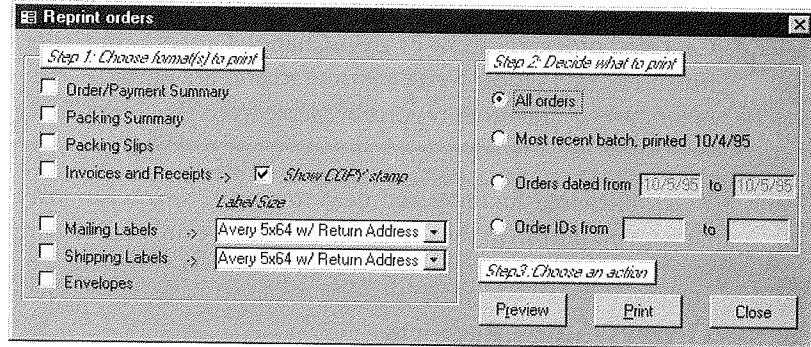 Reprint orders
Step 1: Choose format(s) to print
Order/Payment Summary
Packing Summary
Packing Slips
Invoices and Receipts -> Show COPY stamp
Label Size
Mailing Labels -> Avery 5x64 w/ Return Address
Shipping Labels -> Avery 5x64 w/ Return Address
Envelopes
Step 2: Decide what to print
All orders
Most recent batch, printed 10/4/95
Orders dated from 10/5/95 to 10/5/95
Order IDs from to
Step3: Choose an action
Preview Print Close